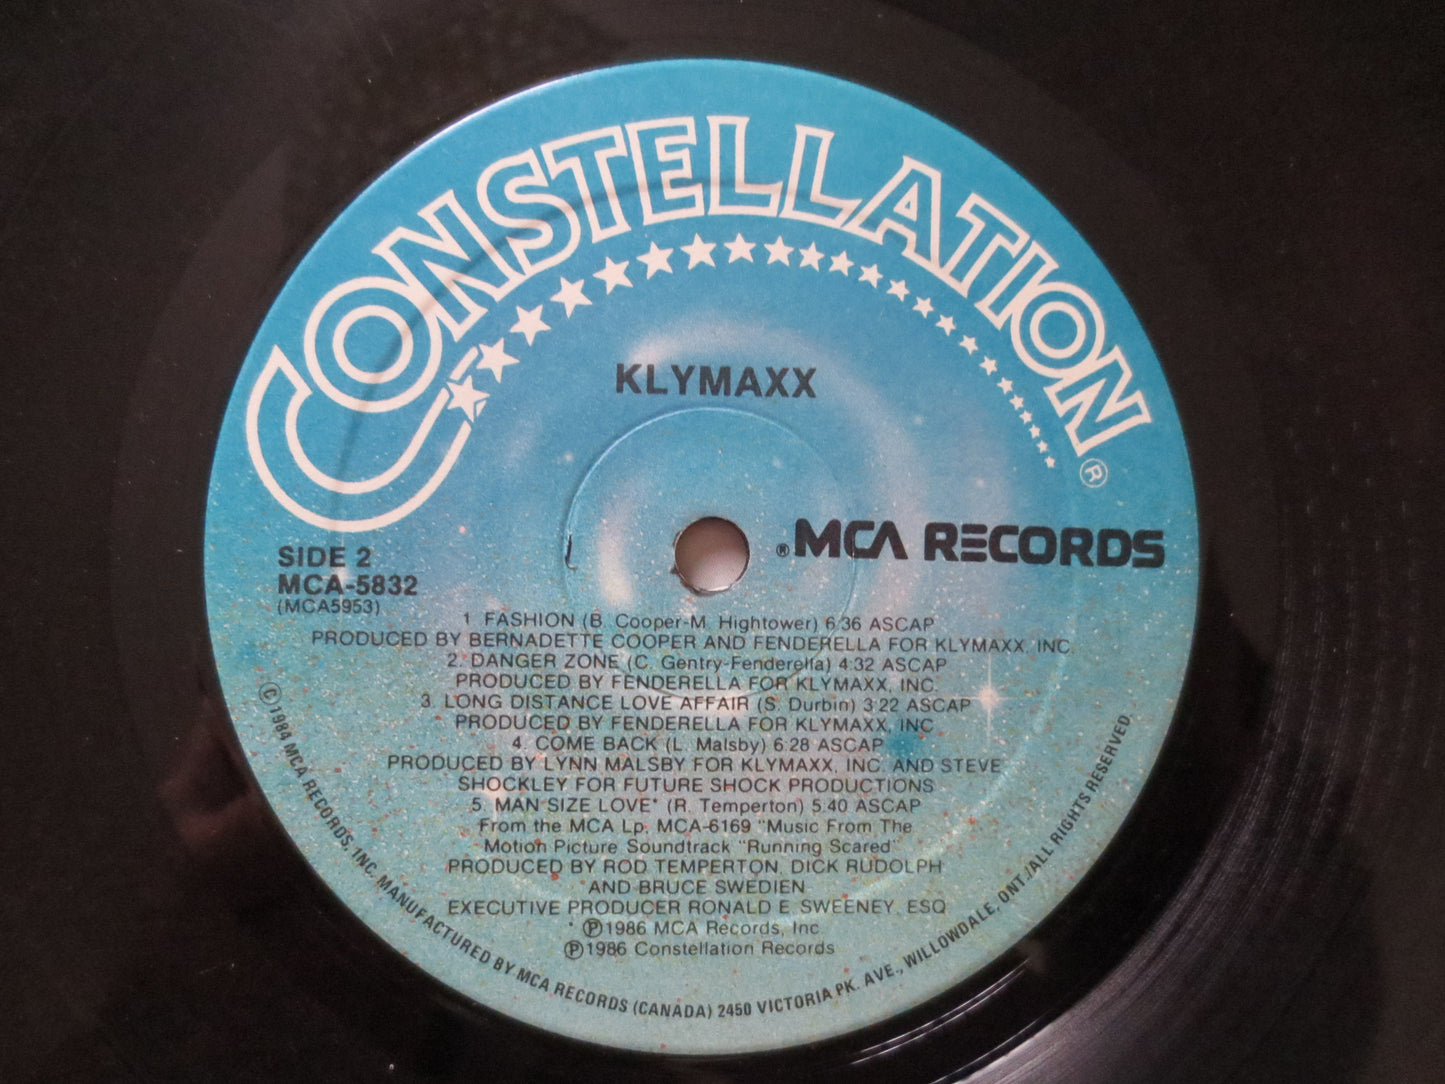 CONSTELLATION ®
KLYMAXX
® MCA RECORDS
SIDE 2
MCA-5832
(MCA5953)
1. FASHION (B. Cooper-M. Hightower) 6:36 ASCAP
PRODUCED BY BERNADETTE COOPER AND FENDERELLA FOR KLYMAXX, INC.
2. DANGER ZONE (C. Gentry-Fenderella) 4:32 ASCAP
PRODUCED BY FENDERELLA FOR KLYMAXX, INC.
3. LONG DISTANCE LOVE AFFAIR (S. Durbin) 3:22 ASCAP
PRODUCED BY FENDERELLA FOR KLYMAXX, INC
4. COME BACK (L. Malsby) 6:28 ASCAP
PRODUCED BY LYNN MALSBY FOR KLYMAXX, INC. AND STEVE
SHOCKLEY FOR FUTURE SHOCK PRODUCTIONS
5. MAN SIZE LOVE* (R. Temperton) 5:40 ASCAP
From the MCA Lp. MCA-6169 "Music From The
Motion Picture Soundtrack "Running Scared"
PRODUCED BY ROD TEMPERTON, DICK RUDOLPH
AND BRUCE SWEDIEN
EXECUTIVE PRODUCER RONALD E. SWEENEY, ESQ
* ℗1986 MCA Records, Inc
℗1986 Constellation Records
©1984 MCA RECORDS, INC. MANUFACTURED BY MCA RECORDS (CANADA) 2450 VICTORIA PK. AVE., WILLOWDALE, ONT./ALL RIGHTS RESERVED